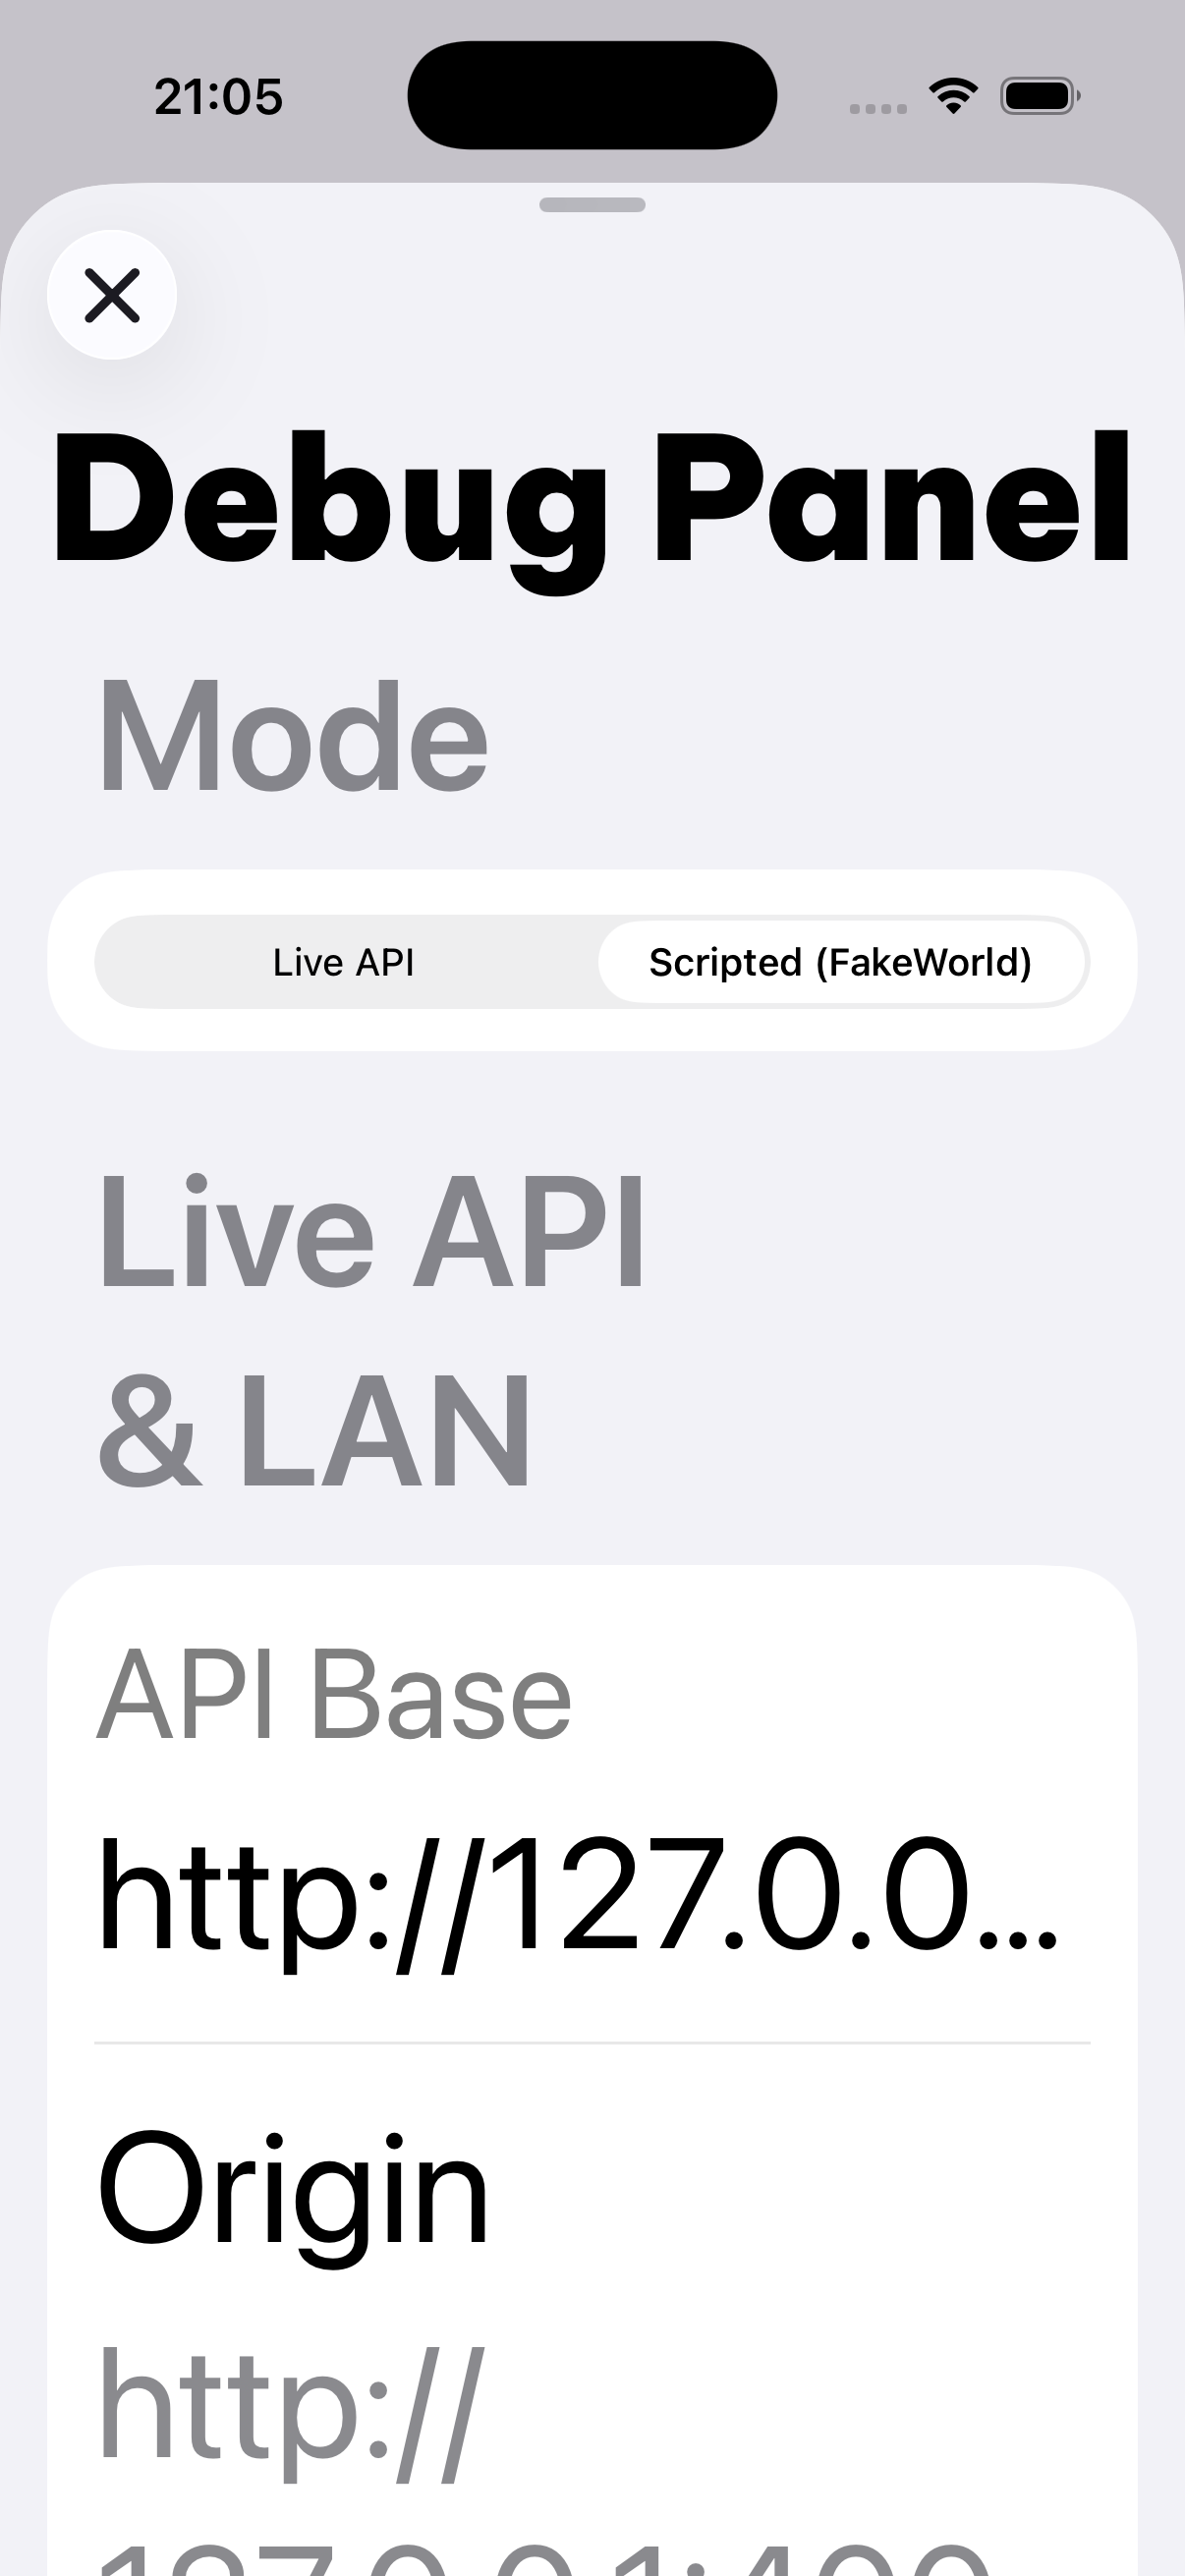 21:05
Debug Panel
Mode
Live API
Scripted (FakeWorld)
Live API
& LAN
API Base
http://127.0.0...
Origin
http://